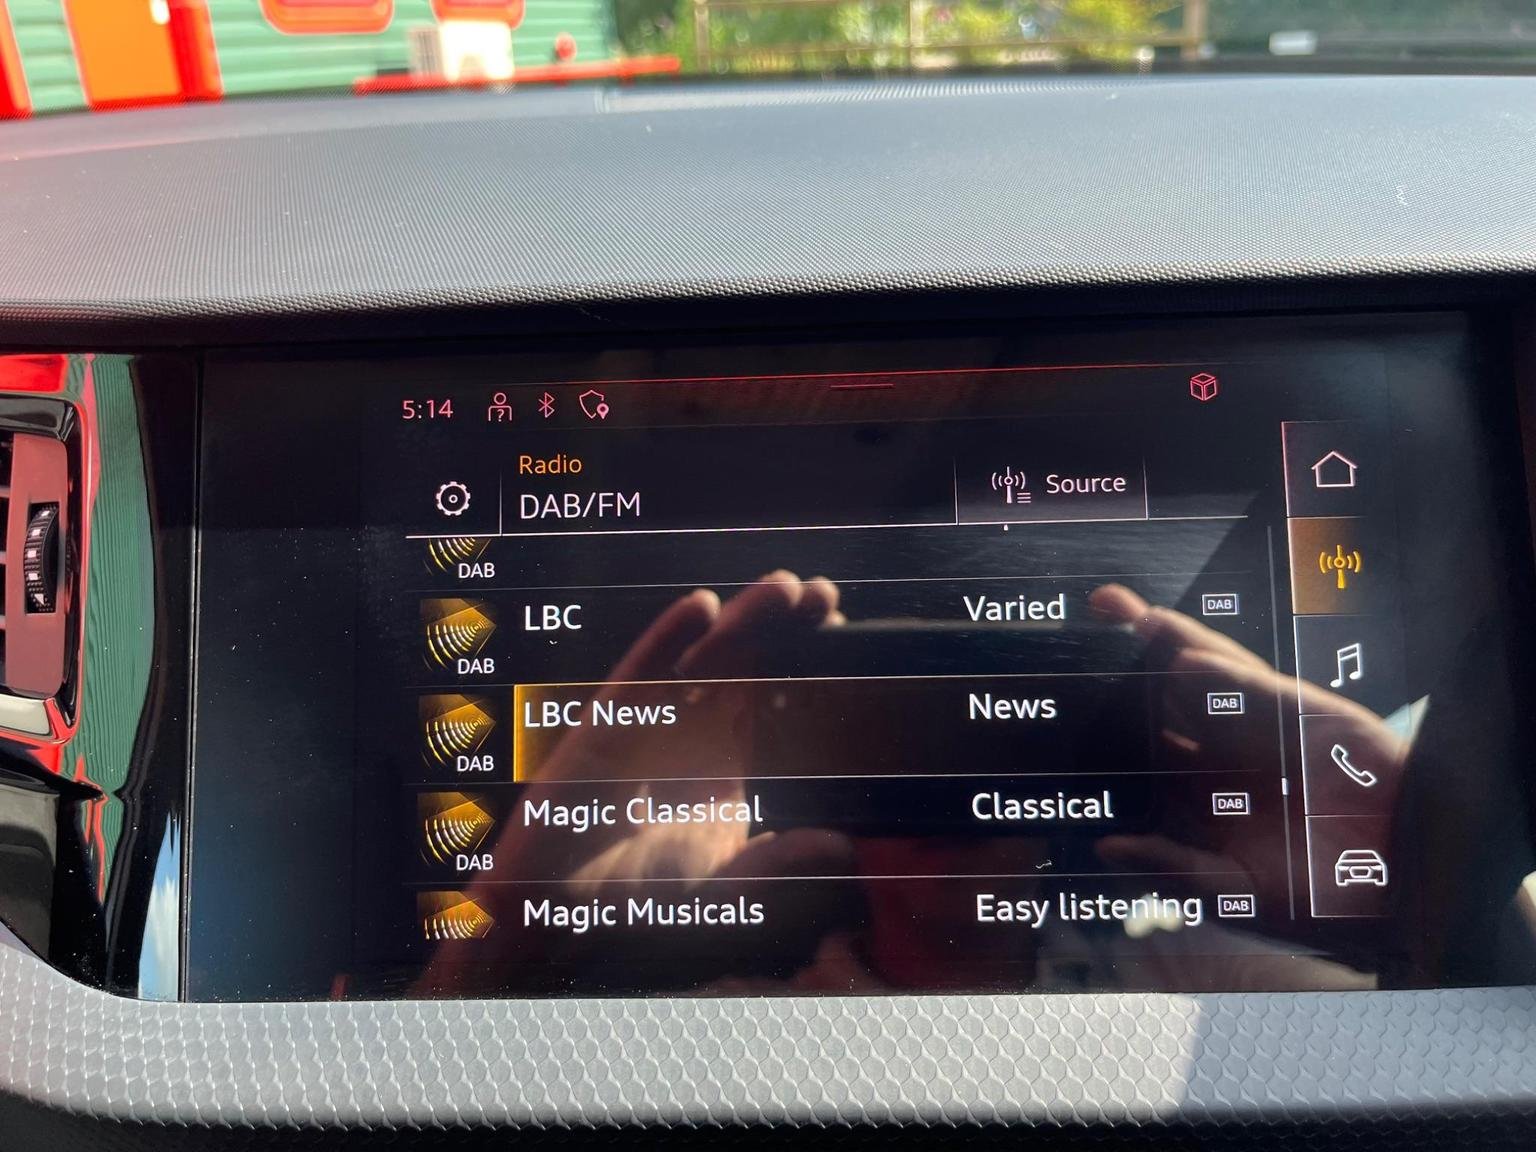 5:14
Radio
DAB/FM
Source
DAB
LBC
Varied
DAB
DAB
LBC News
News
DAB
DAB
Magic Classical
Classical
DAB
DAB
Magic Musicals
Easy listening
DAB